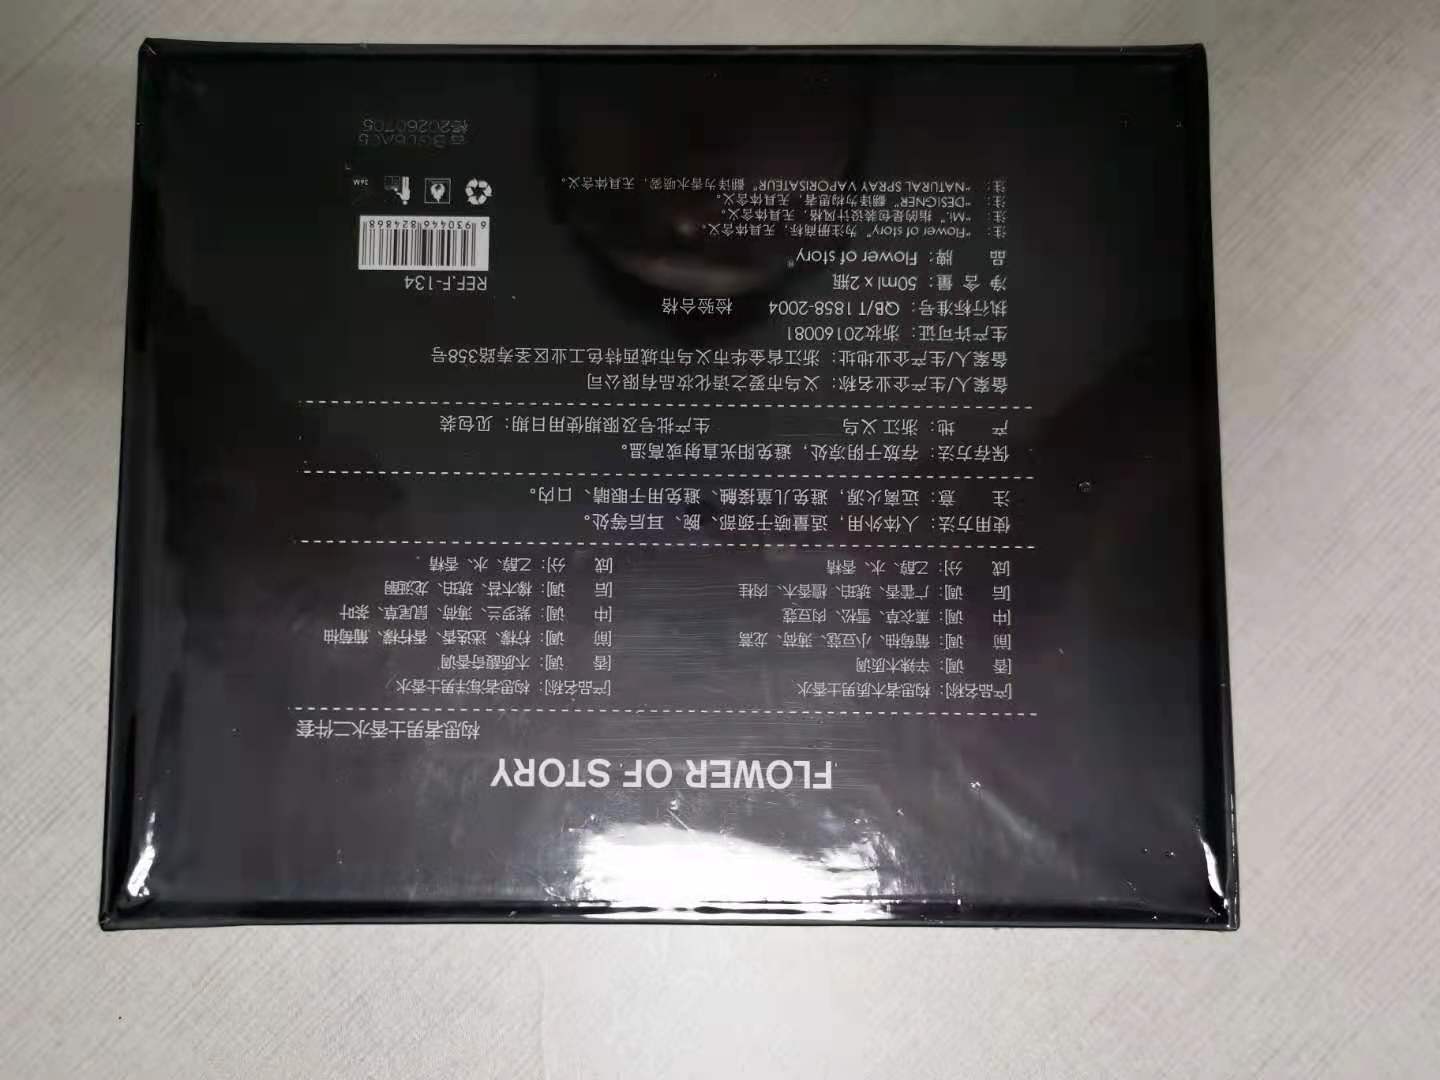 FLOWER OF STORY
构思者男士香水二件套
[产品名称]：构思者木质男士香水 [产品名称]：构思者海洋男士香水
[香 调]：辛辣木质调 [香 调]：木质馥奇香调
[前 调]：葡萄柚、小豆蔻、薄荷、龙蒿 [前 调]：柠檬、迷迭香、香柠檬、葡萄柚
[中 调]：薰衣草、雪松、肉豆蔻 [中 调]：紫罗兰、薄荷、鼠尾草、茶叶
[后 调]：广藿香、琥珀、檀香木、肉桂 [后 调]：橡木苔、琥珀、龙涎酮
[成 分]：乙醇、水、香精 [成 分]：乙醇、水、香精
使用方法：人体外用，适量喷于颈部、腕、耳后等处。
注 意：远离火源，避免儿童接触、避免用于眼睛、口内。
保存方法：存放于阴凉处，避免阳光直射或高温。
产 地：浙江义乌 生产批号及限期使用日期：见包装
备案人/生产企业名称：义乌市爱之语化妆品有限公司
备案人/生产企业地址：浙江省金华市义乌市城西特色工业区圣寿路358号
生产许可证号：浙妆20160081
执行标准号：QB/T 1858-2004 检验合格
净 含 量：50ml x 2瓶
品 牌：Flower of story®
注："Flower of story" 为注册商标，无具体含义。
注："MI." 指的是包装设计风格，无具体含义。
注："DESIGNER" 翻译为构思者，无具体含义。
注："NATURAL SPRAY VAPORISATEUR" 翻译为香水喷雾，无具体含义。
REF.F-134
6 930446 824868
36M
20260705